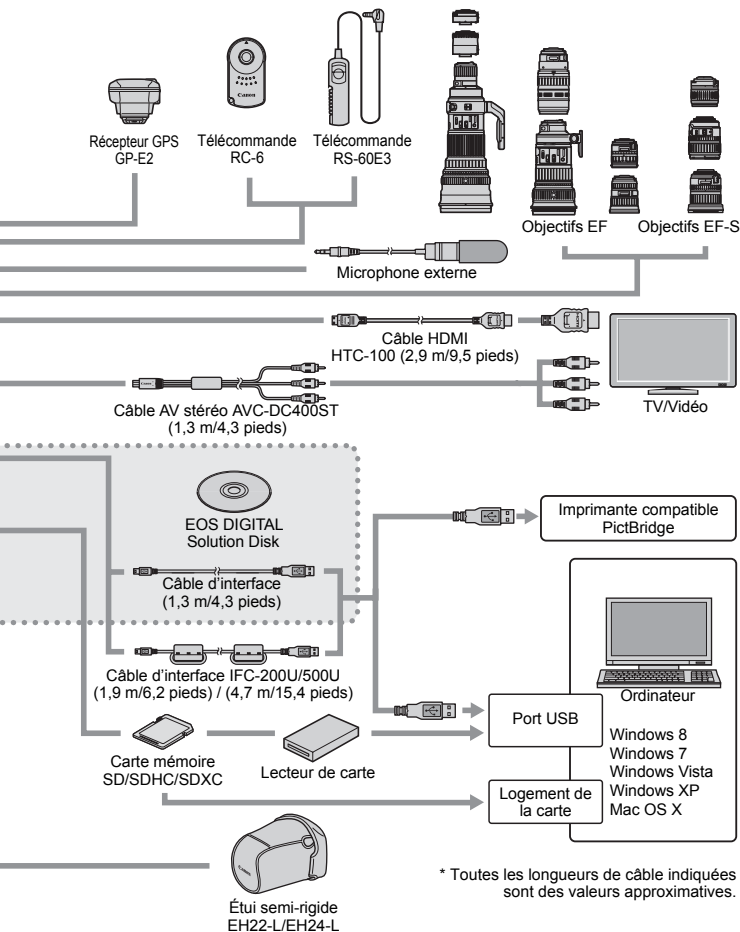 Canon
Récepteur GPS
GP-E2
Télécommande
RC-6
Télécommande
RS-60E3
Objectifs EF
Objectifs EF-S
Microphone externe
Câble HDMI
HTC-100 (2,9 m/9,5 pieds)
Câble AV stéréo AVC-DC400ST
(1,3 m/4,3 pieds)
TV/Vidéo
EOS DIGITAL
Solution Disk
Câble d'interface
(1,3 m/4,3 pieds)
Imprimante compatible
PictBridge
Câble d'interface IFC-200U/500U
(1,9 m/6,2 pieds) / (4,7 m/15,4 pieds)
Ordinateur
Port USB
Windows 8
Windows 7
Windows Vista
Windows XP
Mac OS X
Carte mémoire
SD/SDHC/SDXC
Lecteur de carte
Logement de
la carte
Étui semi-rigide
EH22-L/EH24-L
* Toutes les longueurs de câble indiquées
sont des valeurs approximatives.